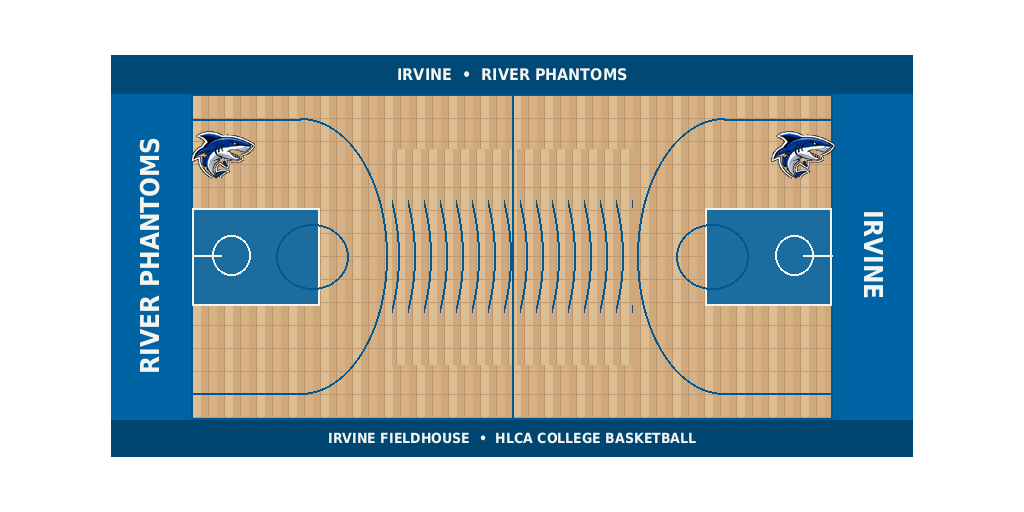 IRVINE • RIVER PHANTOMS
RIVER PHANTOMS
IRVINE
IRVINE FIELDHOUSE • HLCA COLLEGE BASKETBALL